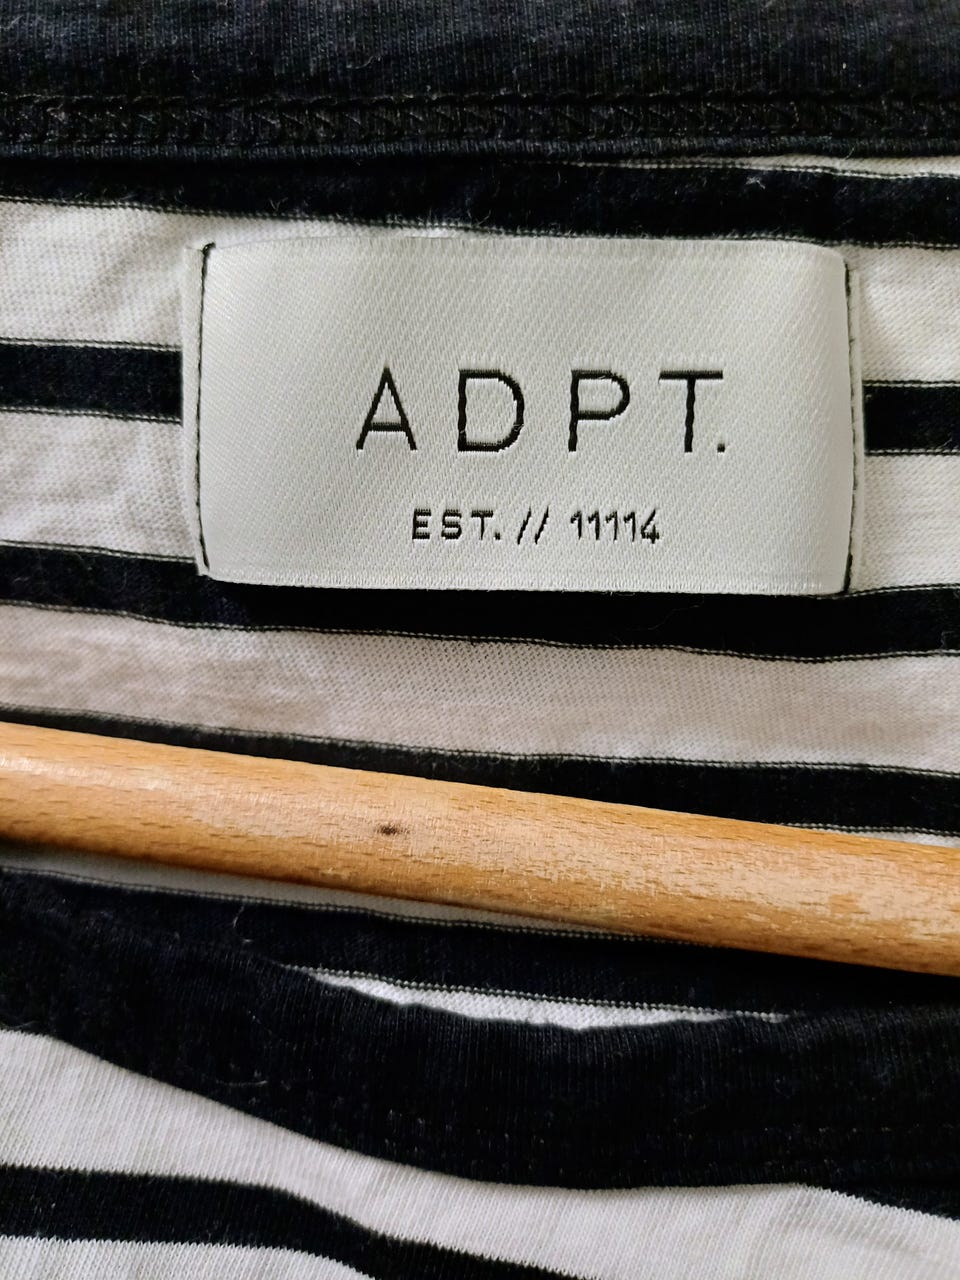 ADPT.
EST. // 11114